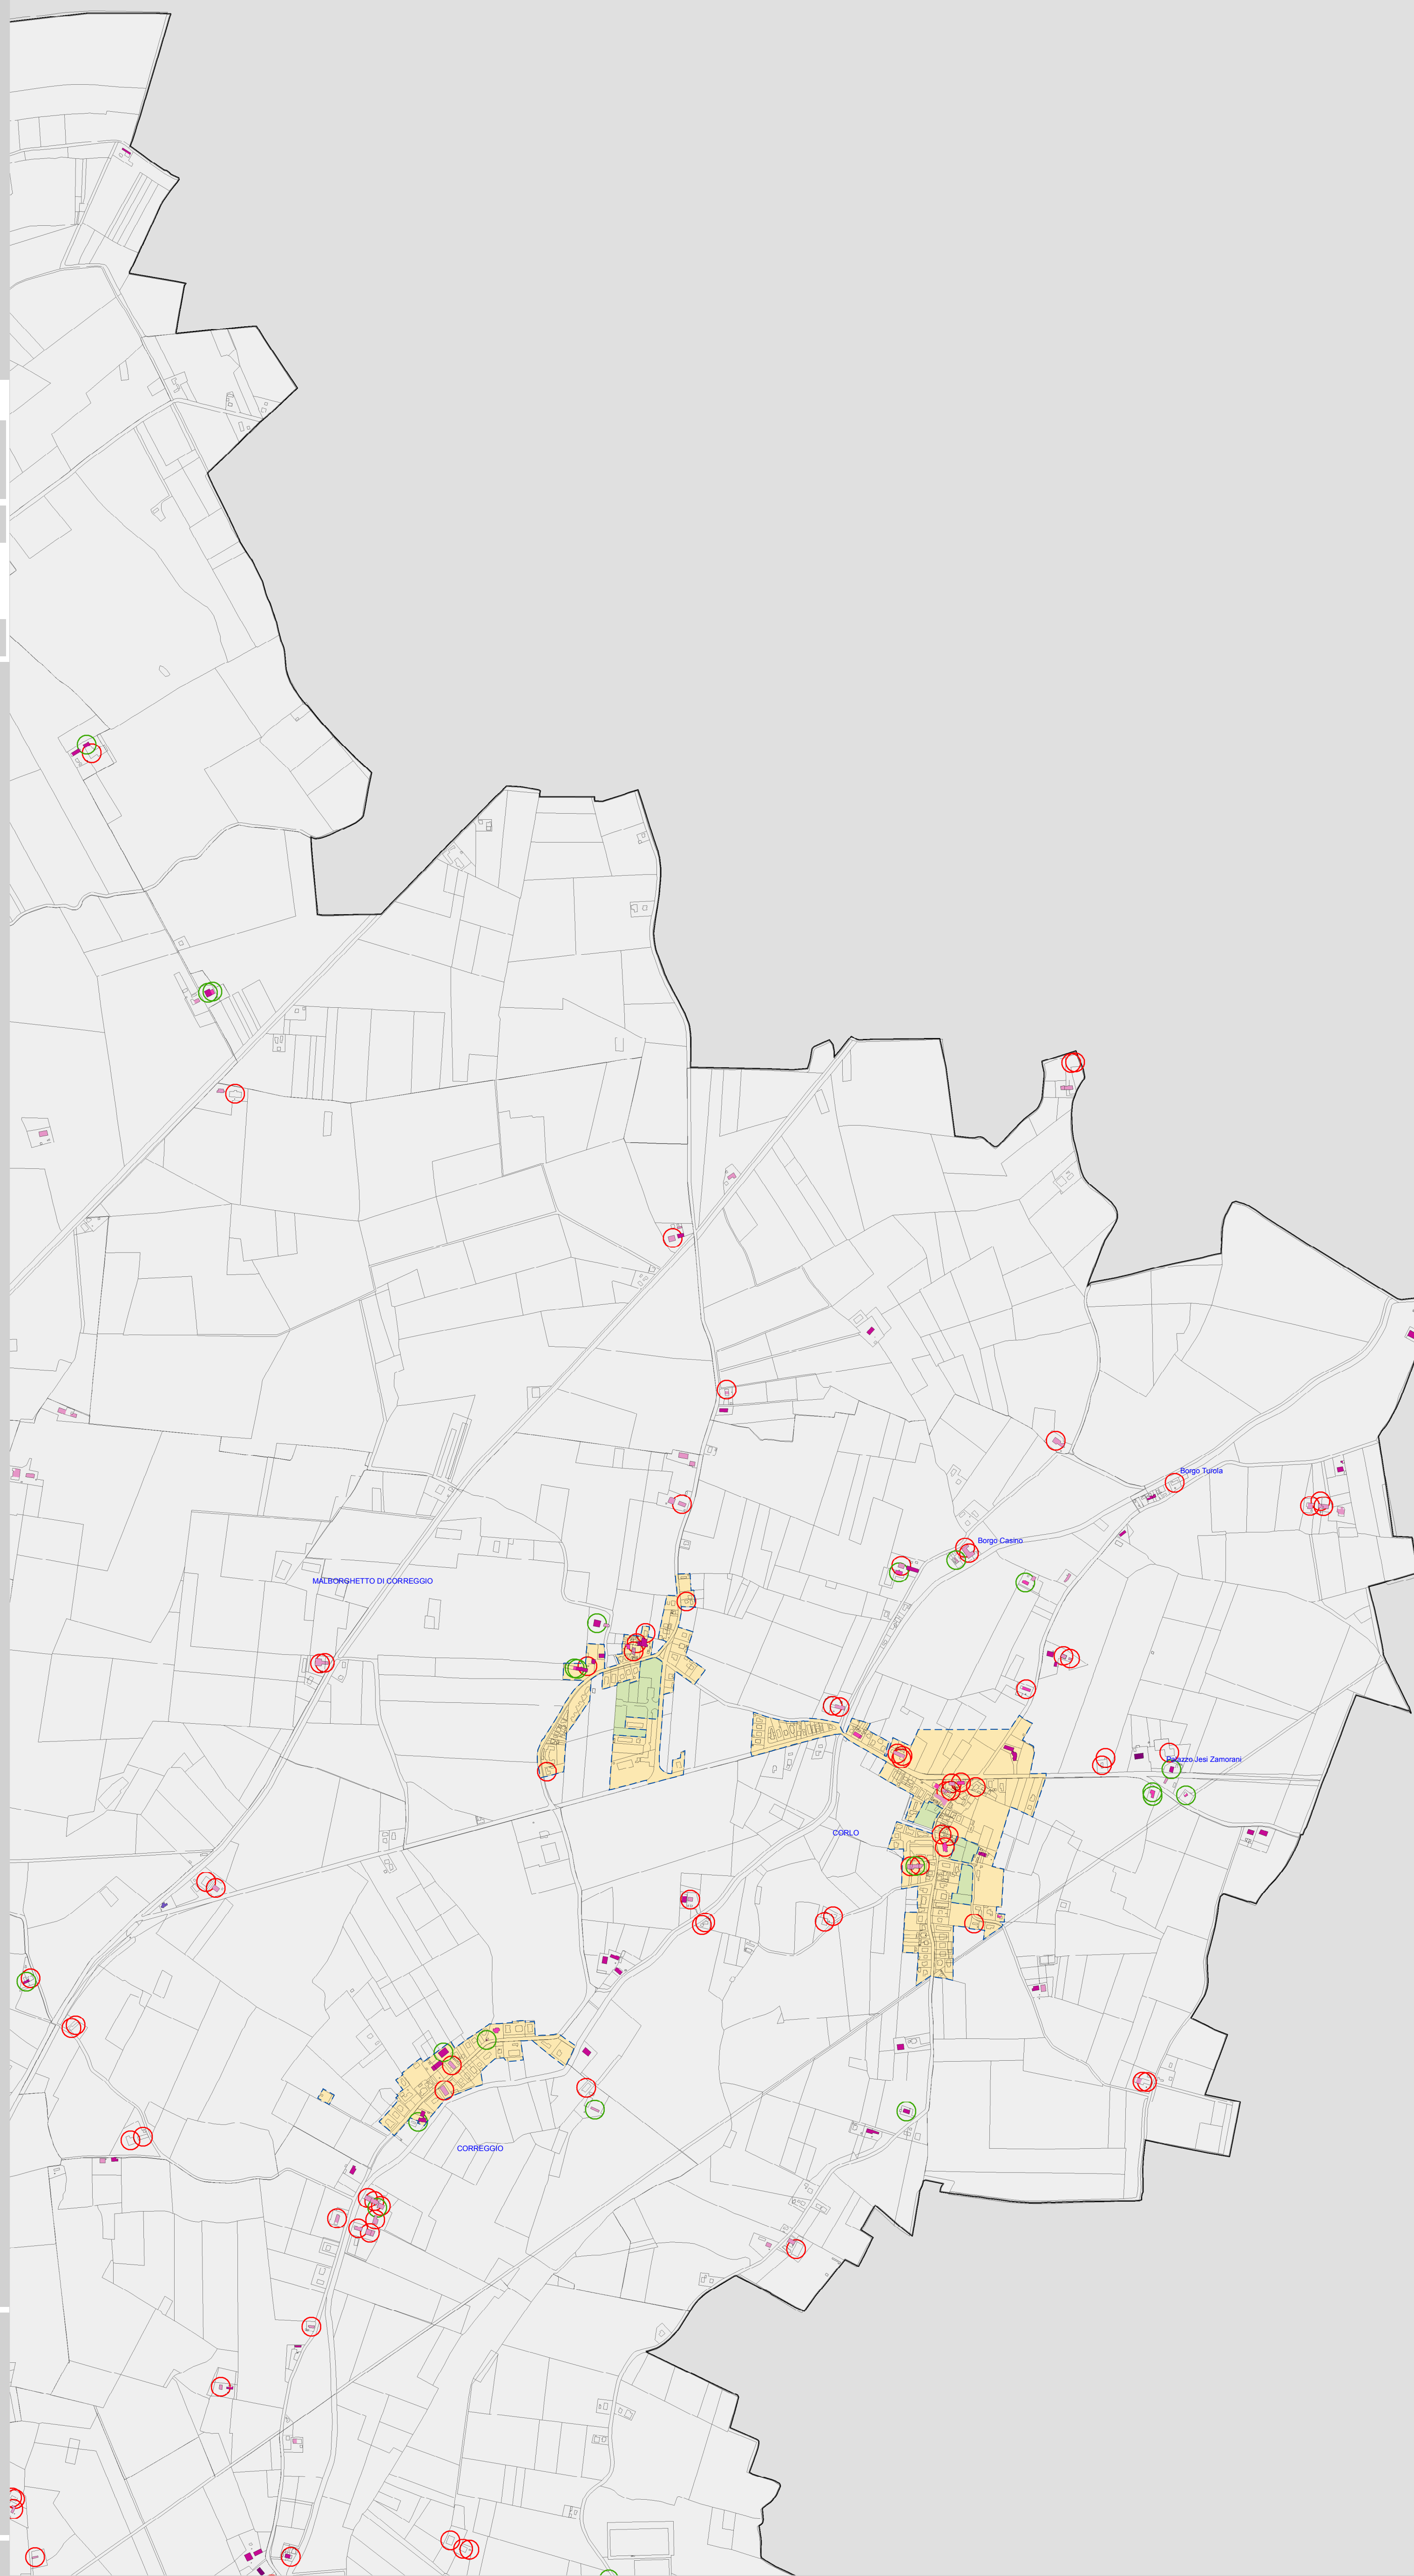 Borgo Turola
Borgo Casino
MALBORGHETTO DI CORREGGIO
Palazzo Jesi Zamorani
CORLO
CORREGGIO